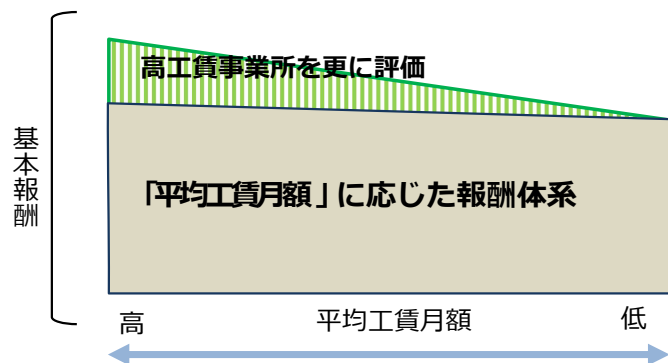 高工賃事業所を更に評価
基本報酬
「平均工賃月額」に応じた報酬体系
高
平均工賃月額
低